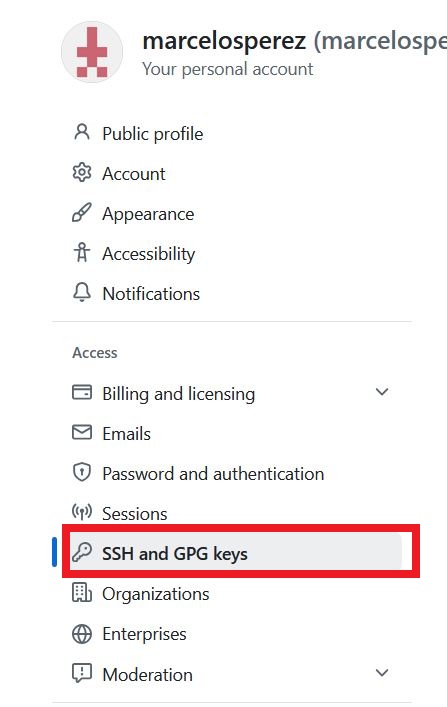 marcelosperez (marcelospe
Your personal account
Public profile
Account
Appearance
Accessibility
Notifications
Access
Billing and licensing
Emails
Password and authentication
Sessions
SSH and GPG keys
Organizations
Enterprises
Moderation